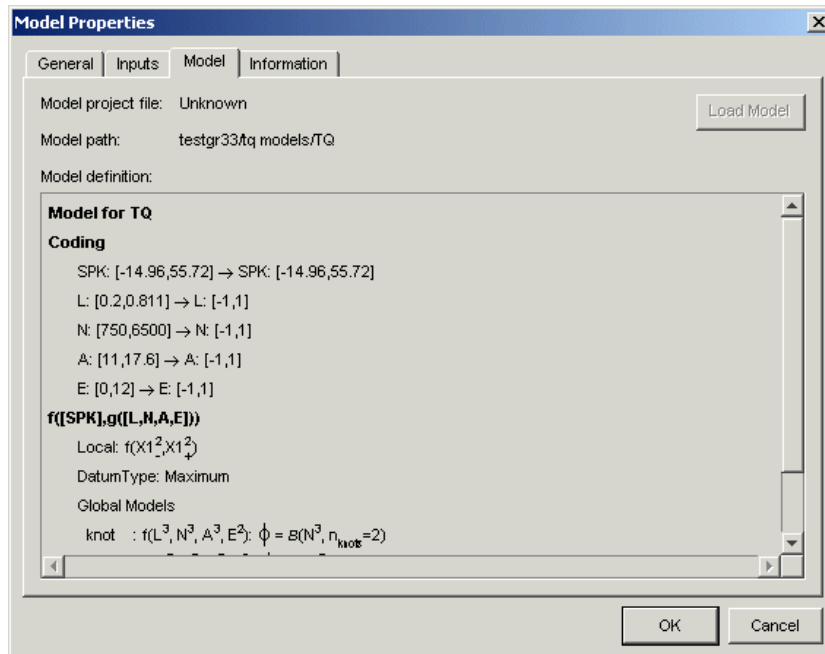 Model Properties
General Inputs Model Information
Model project file: Unknown
Load Model
Model path: testgr33/tq models/TQ
Model definition:
Model for TQ
Coding
SPK: [-14.96,55.72] → SPK: [-14.96,55.72]
L: [0.2,0.811] → L: [-1,1]
N: [750,6500] → N: [-1,1]
A: [11,17.6] → A: [-1,1]
E: [0,12] → E: [-1,1]
f([SPK],g([L,N,A,E]))
Local: f(X1²₋,X1²₊)
DatumType: Maximum
Global Models
knot : f(L³, N³, A³, E²): ϕ = B(N³, n_knots=2)
OK Cancel